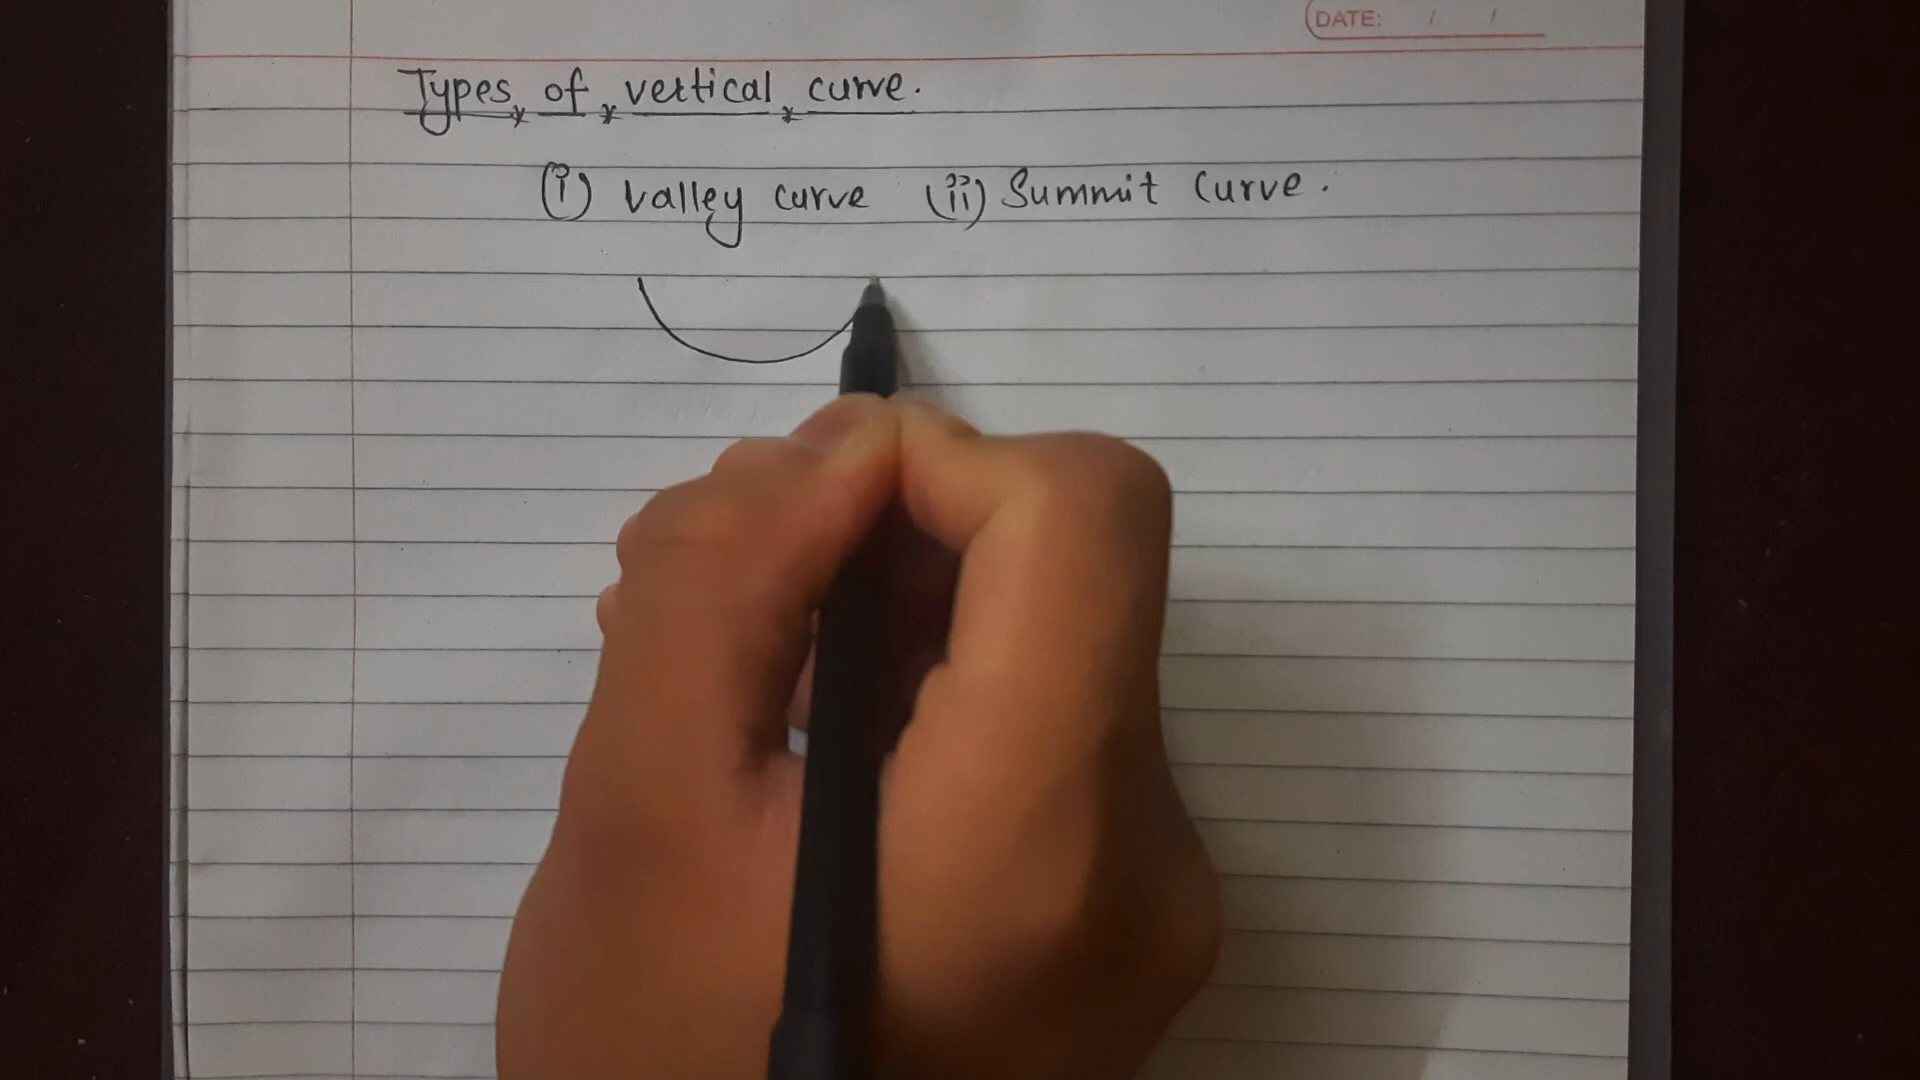 DATE: / /
Types of vertical curve.
(i) valley curve (ii) Summit curve.